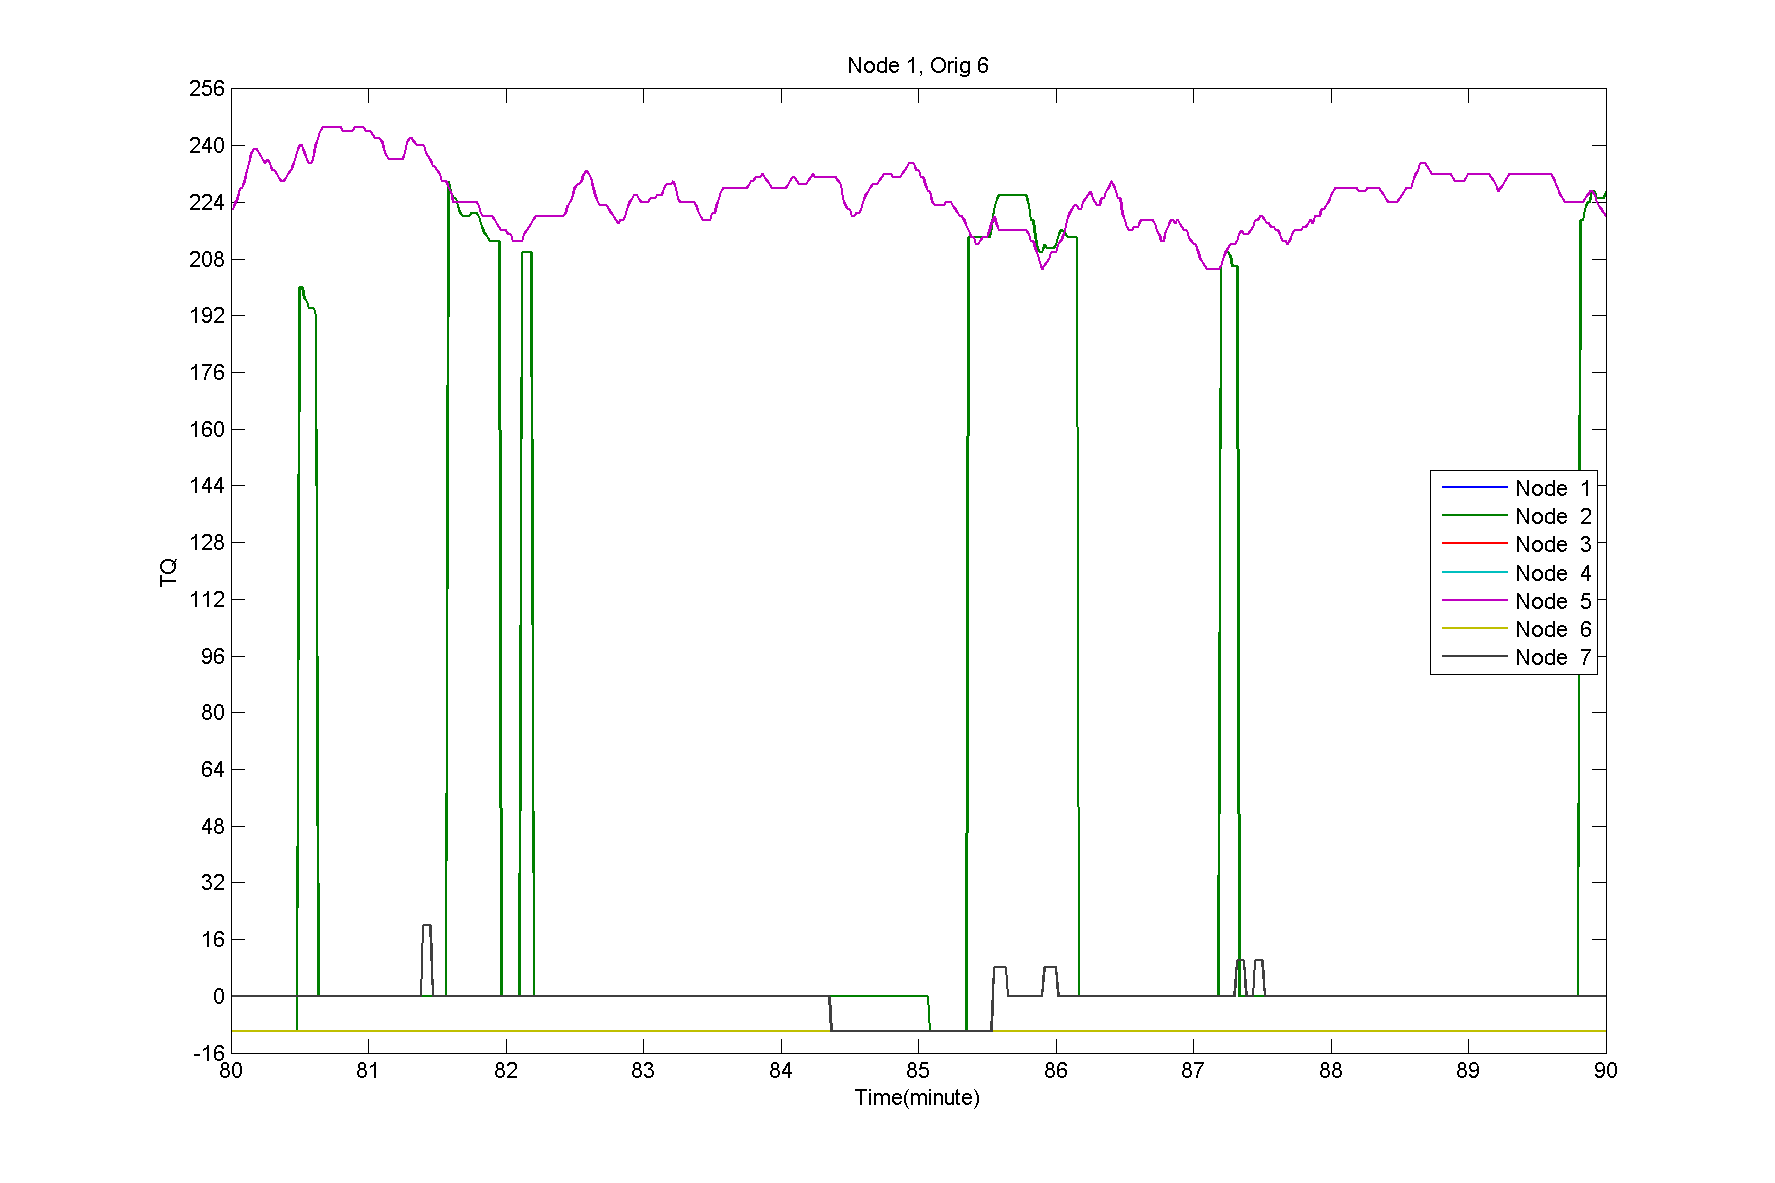 Node 1, Orig 6
256
240
224
208
192
176
160
144
128
112
96
80
64
48
32
16
0
-16
TQ
Node 1
Node 2
Node 3
Node 4
Node 5
Node 6
Node 7
80 81 82 83 84 85 86 87 88 89 90
Time(minute)